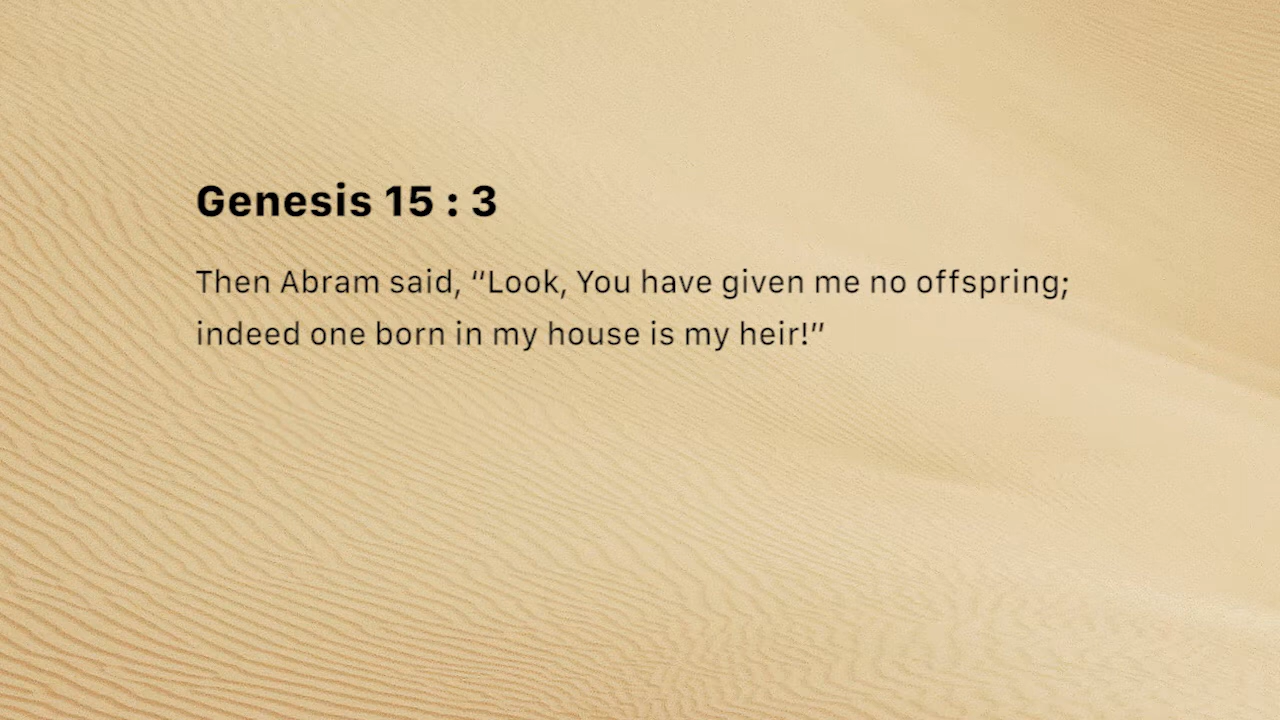 Genesis 15 : 3
Then Abram said, “Look, You have given me no offspring;
indeed one born in my house is my heir!”